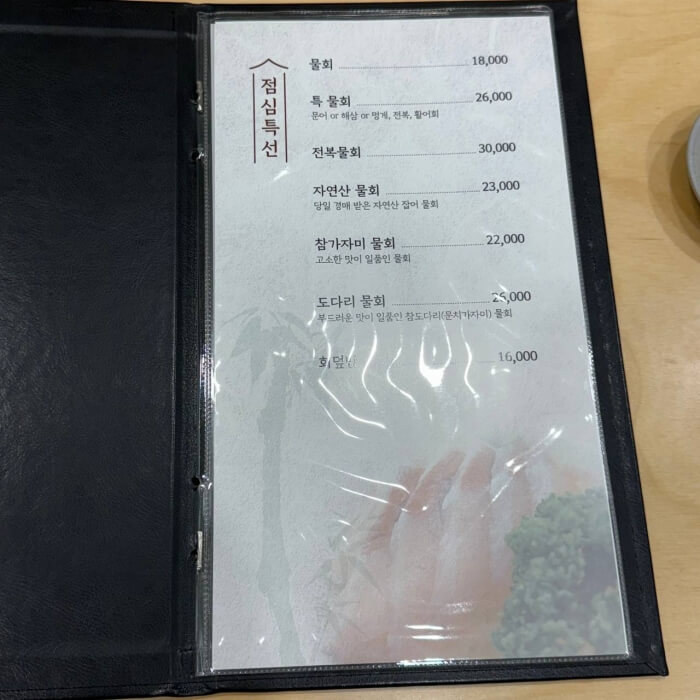 점심특선
물회 18,000
특 물회 26,000
문어 or 해삼 or 멍게, 전복, 활어회
전복물회 30,000
자연산 물회 23,000
당일 경매 받은 자연산 잡어 물회
참가자미 물회 22,000
고소한 맛이 일품인 물회
도다리 물회 26,000
부드러운 맛이 일품인 참도다리(문치가자미) 물회
회덮밥 16,000